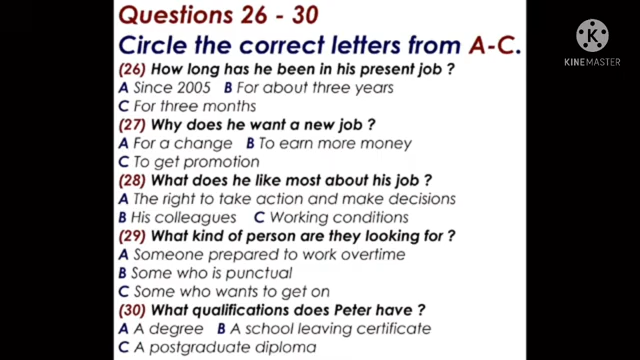 Questions 26 - 30
Circle the correct letters from A-C.
KINEMASTER
(26) How long has he been in his present job ?
A Since 2005 B For about three years
C For three months
(27) Why does he want a new job ?
A For a change B To earn more money
C To get promotion
(28) What does he like most about his job ?
A The right to take action and make decisions
B His colleagues C Working conditions
(29) What kind of person are they looking for ?
A Someone prepared to work overtime
B Some who is punctual
C Some who wants to get on
(30) What qualifications does Peter have ?
A A degree B A school leaving certificate
C A postgraduate diploma